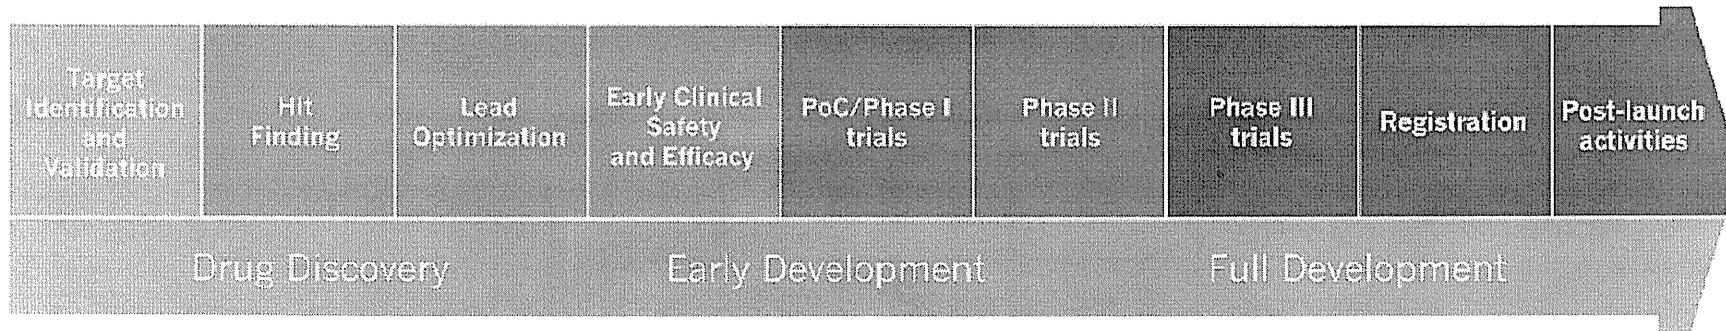 Target
Identification
and
Validation
Hit
Finding
Lead
Optimization
Early Clinical
Safety
and Efficacy
PoC/Phase I
trials
Phase II
trials
Phase III
trials
Registration
Post-launch
activities
Drug Discovery
Early Development
Full Development